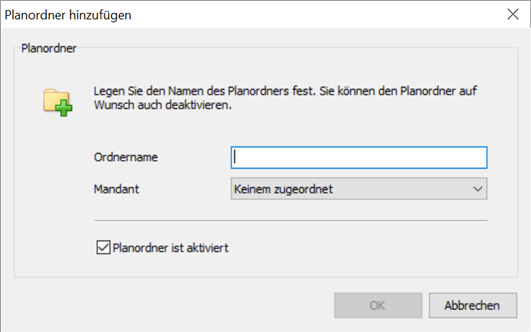 Planordner hinzufügen
Planordner
Legen Sie den Namen des Planordners fest. Sie können den Planordner auf
Wunsch auch deaktivieren.
Ordnername
Mandant Keinem zugeordnet
Planordner ist aktiviert
OK Abbrechen